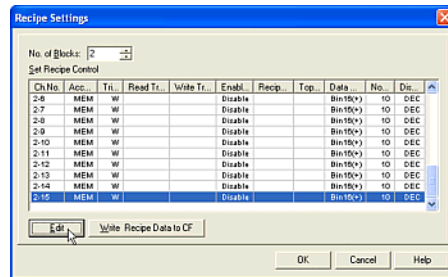 Recipe Settings
No. of Blocks: 2
Set Recipe Control
Ch.No. Acc... Tri... Read Tr... Write Tr... Enabl... Recip... Top... Data ... No... Dis...
2-6 MEM W Disable Bin16(+) 10 DEC
2-7 MEM W Disable Bin16(+) 10 DEC
2-8 MEM W Disable Bin16(+) 10 DEC
2-9 MEM W Disable Bin16(+) 10 DEC
2-10 MEM W Disable Bin16(+) 10 DEC
2-11 MEM W Disable Bin16(+) 10 DEC
2-12 MEM W Disable Bin16(+) 10 DEC
2-13 MEM W Disable Bin16(+) 10 DEC
2-14 MEM W Disable Bin16(+) 10 DEC
2-15 MEM W Disable Bin16(+) 10 DEC
Edit Write Recipe Data to CF
OK Cancel Help